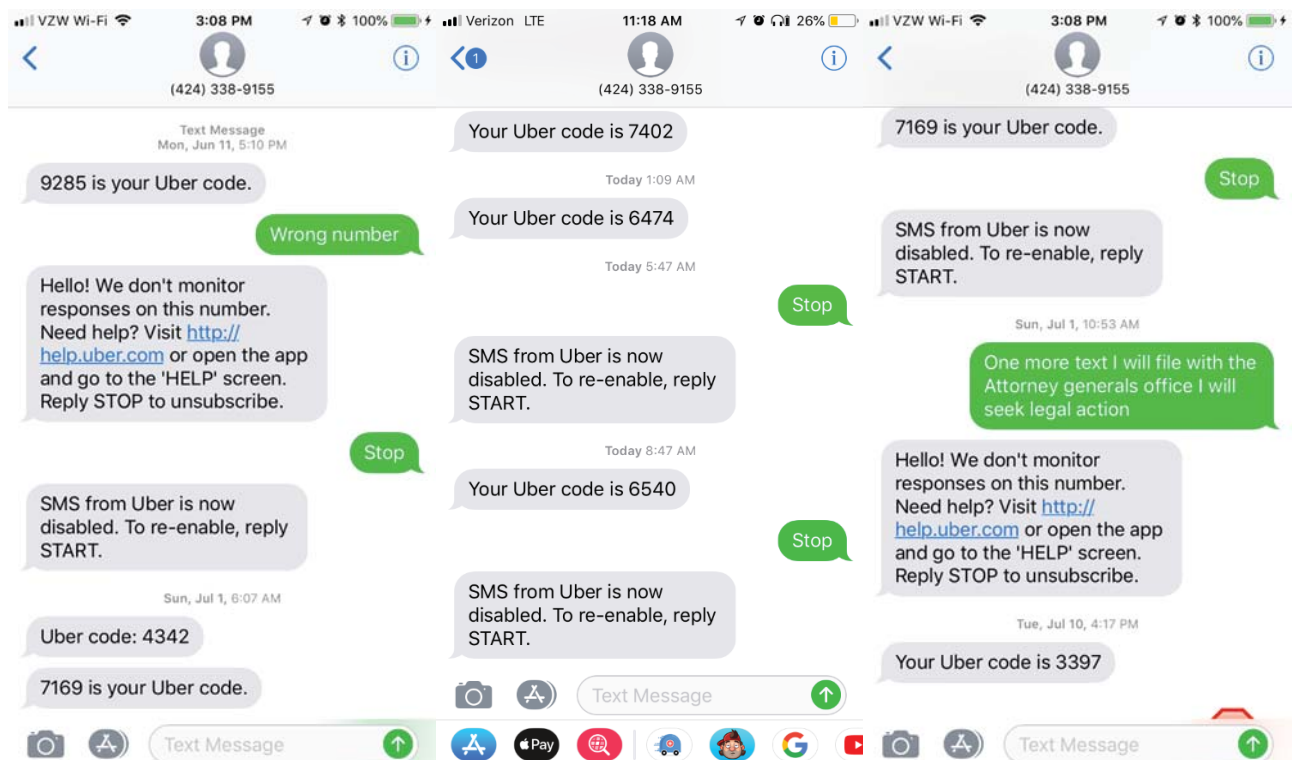 VZW Wi-Fi 3:08 PM 100%
(424) 338-9155
Text Message
Mon, Jun 11, 5:10 PM
9285 is your Uber code.
Wrong number
Hello! We don't monitor
responses on this number.
Need help? Visit http://
help.uber.com or open the app
and go to the 'HELP' screen.
Reply STOP to unsubscribe.
Stop
SMS from Uber is now
disabled. To re-enable, reply
START.
Sun, Jul 1, 6:07 AM
Uber code: 4342
7169 is your Uber code.
Text Message
Verizon LTE 11:18 AM 26%
1
(424) 338-9155
Your Uber code is 7402
Today 1:09 AM
Your Uber code is 6474
Today 5:47 AM
Stop
SMS from Uber is now
disabled. To re-enable, reply
START.
Today 8:47 AM
Your Uber code is 6540
Stop
SMS from Uber is now
disabled. To re-enable, reply
START.
Text Message
Pay
G
VZW Wi-Fi 3:08 PM 100%
(424) 338-9155
7169 is your Uber code.
Stop
SMS from Uber is now
disabled. To re-enable, reply
START.
Sun, Jul 1, 10:53 AM
One more text I will file with the
Attorney generals office I will
seek legal action
Hello! We don't monitor
responses on this number.
Need help? Visit http://
help.uber.com or open the app
and go to the 'HELP' screen.
Reply STOP to unsubscribe.
Tue, Jul 10, 4:17 PM
Your Uber code is 3397
Text Message